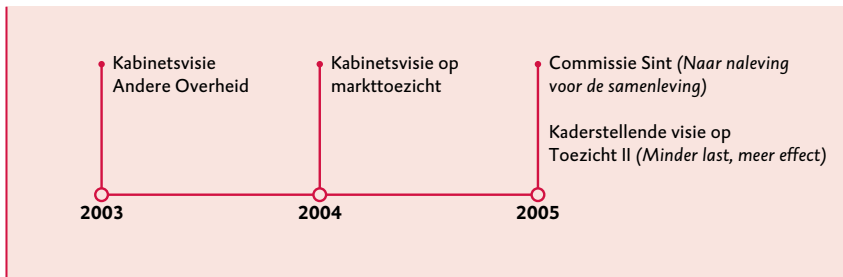 Kabinetsvisie
Andere Overheid
Kabinetsvisie op
markttoezicht
Commissie Sint (Naar naleving
voor de samenleving)
Kaderstellende visie op
Toezicht II (Minder last, meer effect)
2003
2004
2005